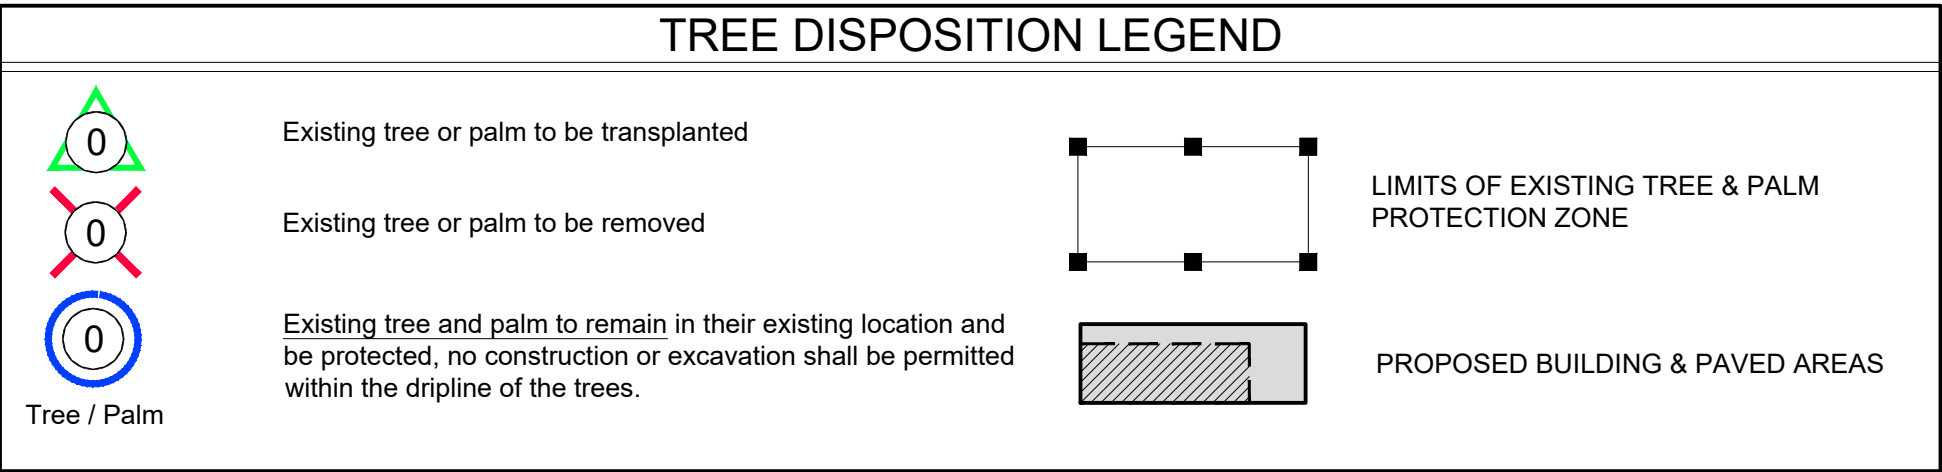 TREE DISPOSITION LEGEND
0
Existing tree or palm to be transplanted
0
Existing tree or palm to be removed
0
Existing tree and palm to remain in their existing location and
be protected, no construction or excavation shall be permitted
within the dripline of the trees.
Tree / Palm
LIMITS OF EXISTING TREE & PALM
PROTECTION ZONE
PROPOSED BUILDING & PAVED AREAS